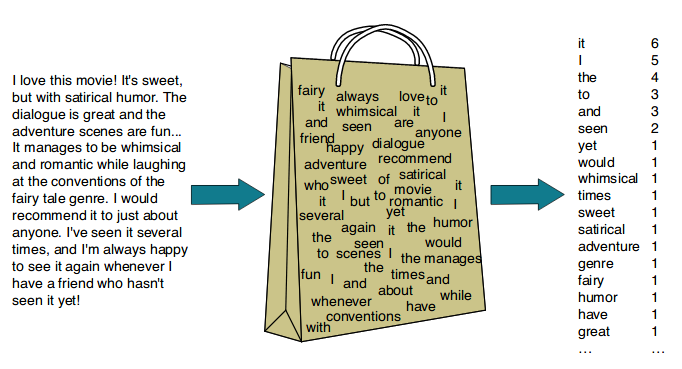 I love this movie! It's sweet,
but with satirical humor. The
dialogue is great and the
adventure scenes are fun...
It manages to be whimsical
and romantic while laughing
at the conventions of the
fairy tale genre. I would
recommend it to just about
anyone. I've seen it several
times, and I'm always happy
to see it again whenever I
have a friend who hasn't
seen it yet!
fairy always love to it
it whimsical it I
and seen are anyone
friend happy dialogue
adventure recommend
who sweet of satirical
it I but to movie it
romantic I
several yet
again it the humor
the seen would
to scenes I the manages
fun I and the times and
whenever about while
conventions have
with
it 6
I 5
the 4
to 3
and 3
seen 2
yet 1
would 1
whimsical 1
times 1
sweet 1
satirical 1
adventure 1
genre 1
fairy 1
humor 1
have 1
great 1
… …